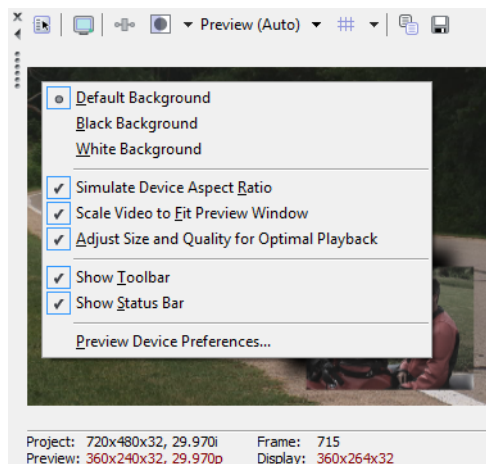 Preview (Auto)
Default Background
Black Background
White Background
Simulate Device Aspect Ratio
Scale Video to Fit Preview Window
Adjust Size and Quality for Optimal Playback
Show Toolbar
Show Status Bar
Preview Device Preferences...
Project: 720x480x32, 29.970i Frame: 715
Preview: 360x240x32, 29.970p Display: 360x264x32